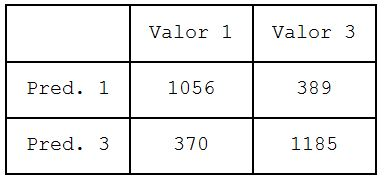 Valor 1 Valor 3
Pred. 1 1056 389
Pred. 3 370 1185